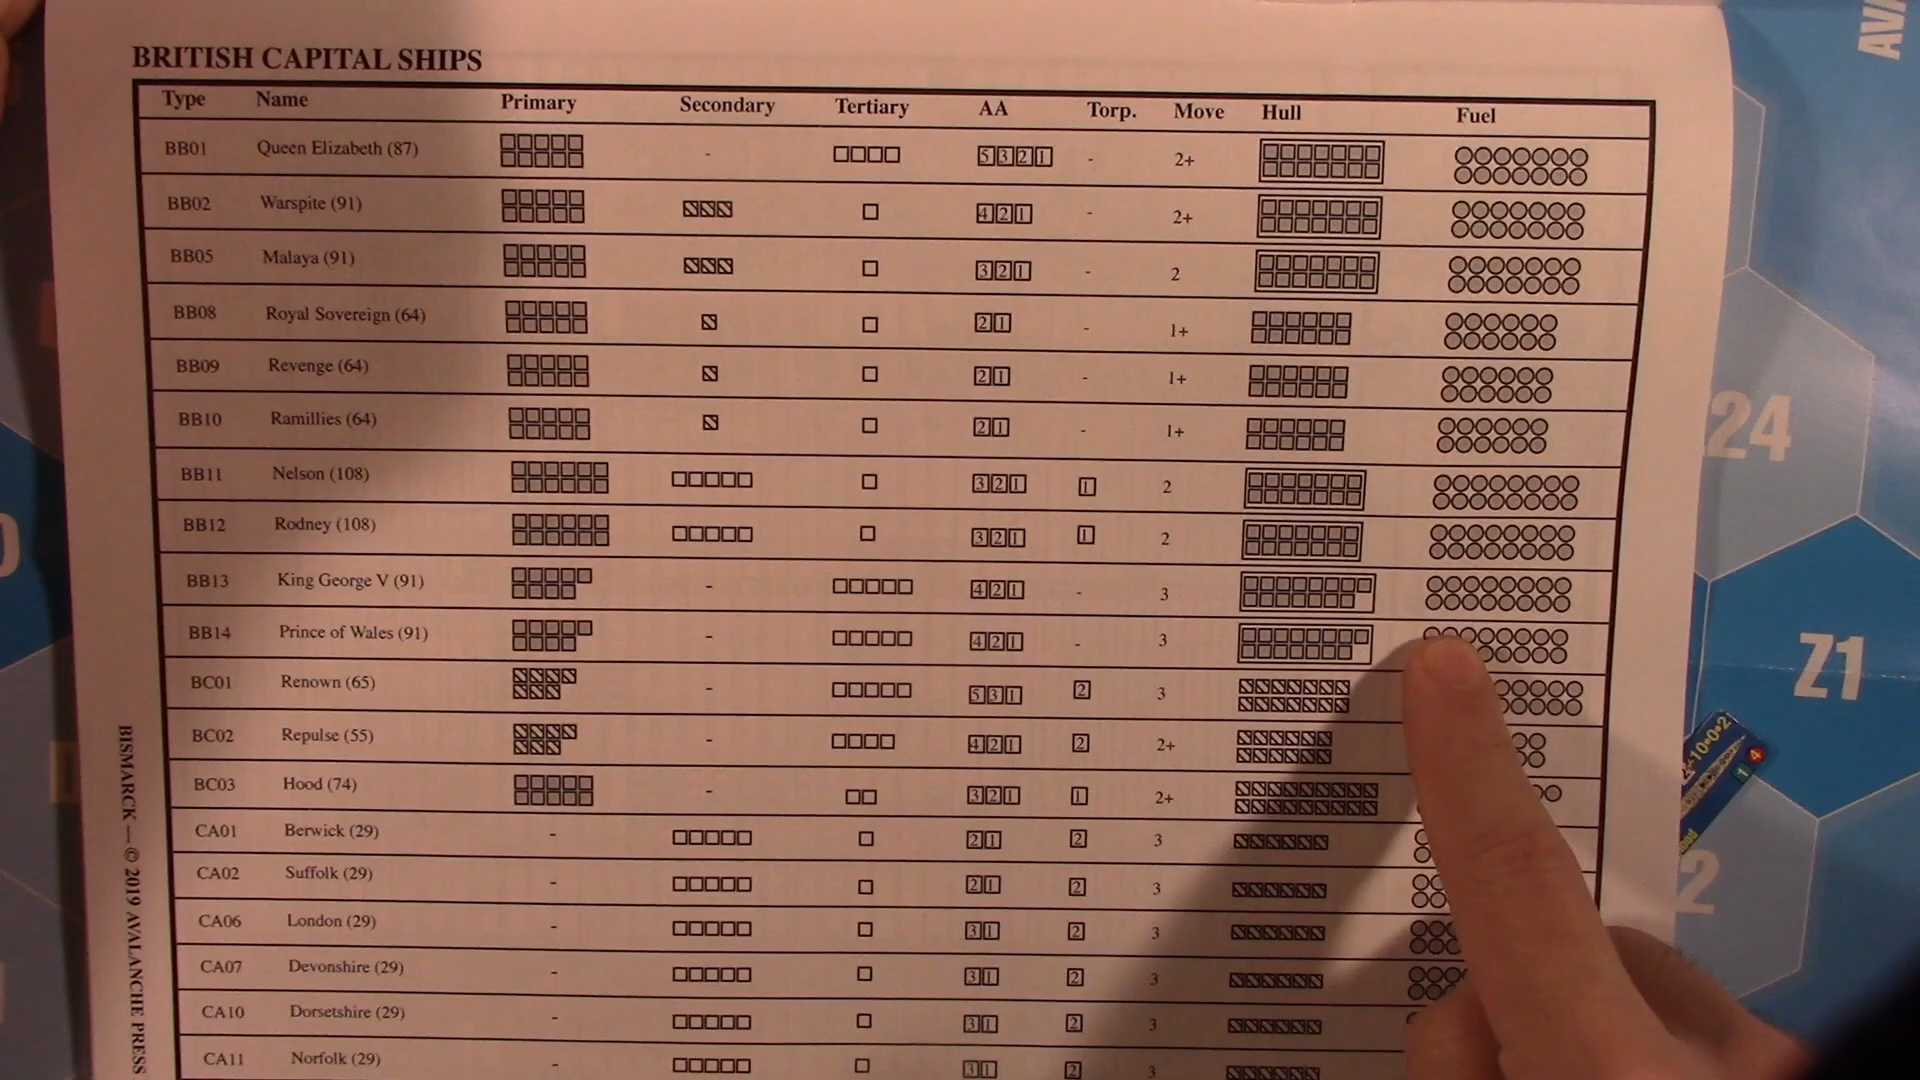 BRITISH CAPITAL SHIPS
Type Name Primary Secondary Tertiary AA Torp. Move Hull Fuel
BB01 Queen Elizabeth (87) - 5 3 2 1 - 2+
BB02 Warspite (91) 4 2 1 - 2+
BB05 Malaya (91) 3 2 1 - 2
BB08 Royal Sovereign (64) 2 1 - 1+
BB09 Revenge (64) 2 1 - 1+
BB10 Ramillies (64) 2 1 - 1+
BB11 Nelson (108) 3 2 1 1 2
BB12 Rodney (108) 3 2 1 1 2
BB13 King George V (91) - 4 2 1 - 3
BB14 Prince of Wales (91) - 4 2 1 - 3
BC01 Renown (65) - 5 3 1 2 3
BC02 Repulse (55) - 4 2 1 2 2+
BC03 Hood (74) - 3 2 1 1 2+
CA01 Berwick (29) - 2 1 2 3
CA02 Suffolk (29) - 2 1 2 3
CA06 London (29) - 3 1 2 3
CA07 Devonshire (29) - 3 1 2 3
CA10 Dorsetshire (29) - 3 1 2 3
CA11 Norfolk (29) - 3 1 2 3
BISMARCK — © 2019 AVALANCHE PRESS
AV
24
Z1
2
10-0-2
1 4